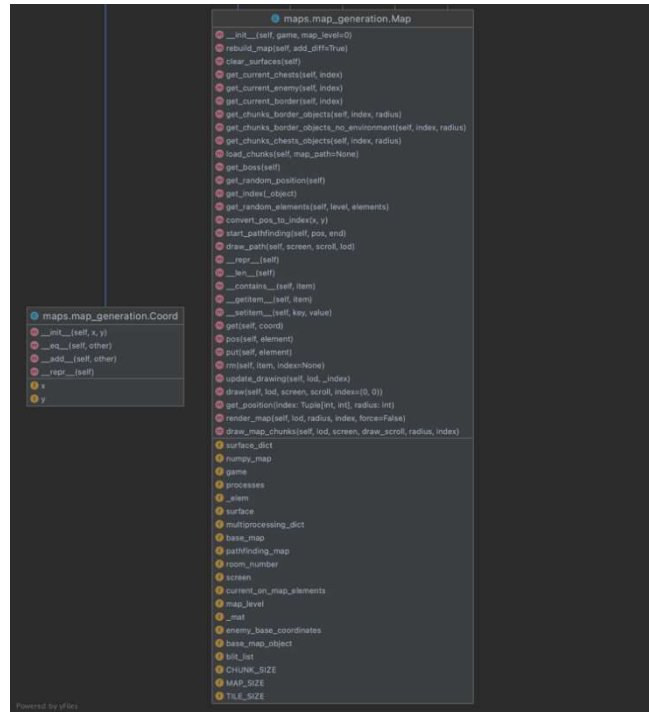 maps.map_generation.Map
__init__(self, game, map_level=0)
rebuild_map(self, add_diff=True)
clear_surfaces(self)
get_current_chests(self, index)
get_current_enemy(self, index)
get_current_border(self, index)
get_chunks_border_objects(self, index, radius)
get_chunks_border_objects_no_environment(self, index, radius)
get_chunks_chests_objects(self, index, radius)
load_chunks(self, map_path=None)
get_boss(self)
get_random_position(self)
get_index(_object)
get_random_elements(self, level, elements)
convert_pos_to_index(x, y)
start_pathfinding(self, pos, end)
draw_path(self, screen, scroll, lod)
__repr__(self)
__len__(self)
__contains__(self, item)
__getitem__(self, item)
__setitem__(self, key, value)
get(self, coord)
pos(self, element)
put(self, element)
rm(self, item, index=None)
update_drawing(self, lod, _index)
draw(self, lod, screen, scroll, index=(0, 0))
get_position(index: Tuple[int, int], radius: int)
render_map(self, lod, radius, index, force=False)
draw_map_chunks(self, lod, screen, draw_scroll, radius, index)
surface_dict
numpy_map
game
processes
_elem
surface
multiprocessing_dict
base_map
pathfinding_map
room_number
screen
current_on_map_elements
map_level
_mat
enemy_base_coordinates
base_map_object
blit_list
CHUNK_SIZE
MAP_SIZE
TILE_SIZE
maps.map_generation.Coord
__init__(self, x, y)
__eq__(self, other)
__add__(self, other)
__repr__(self)
x
y
Powered by yFiles